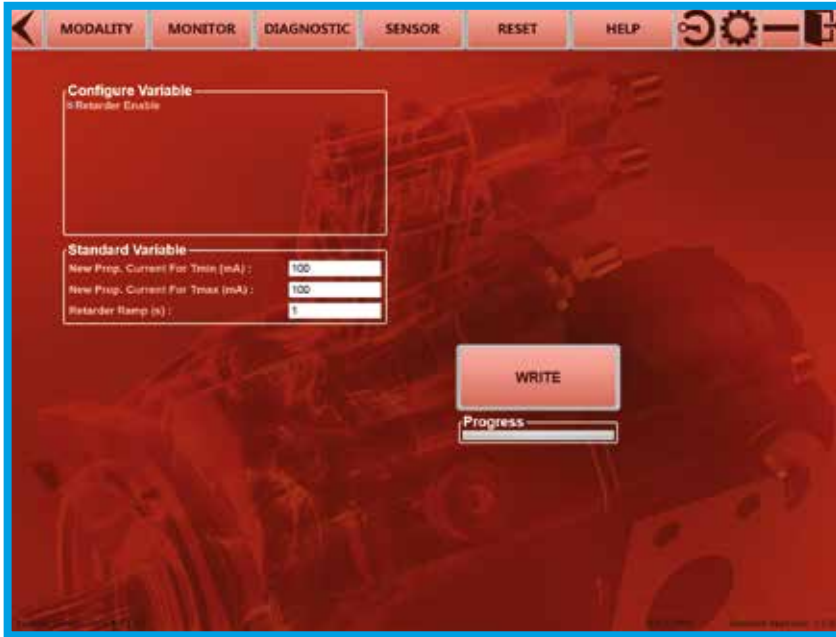 MODALITY MONITOR DIAGNOSTIC SENSOR RESET HELP
Configure Variable
Retarder Enable
Standard Variable
New Prop. Current For Tmin (mA) : 100
New Prop. Current For Tmax (mA) : 100
Retarder Ramp (s) : 1
WRITE
Progress